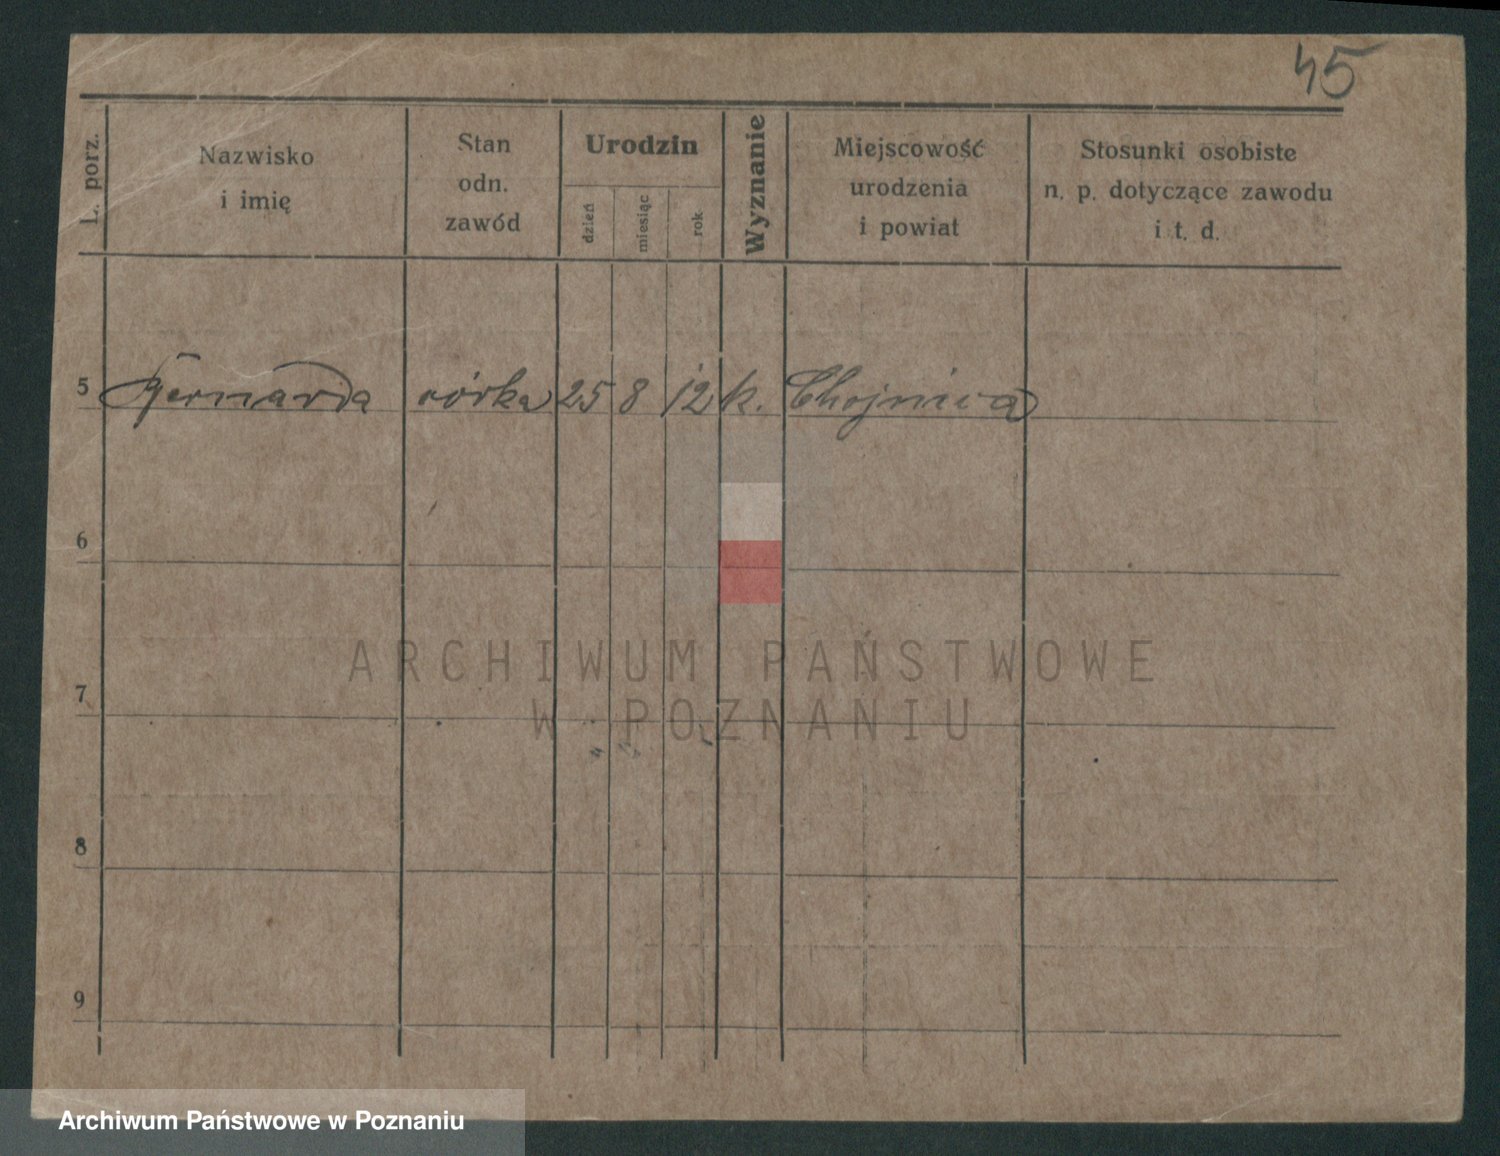 45
L. porz.
Nazwisko
i imię
Stan
odn.
zawód
Urodzin
dzień
miesiąc
rok
Wyznanie
Miejscowość
urodzenia
i powiat
Stosunki osobiste
n. p. dotyczące zawodu
i t. d.
5 Bernarda córka 25 8 12 k. Chojnica
6
7
8
9
ARCHIWUM PAŃSTWOWE
W POZNANIU
Archiwum Państwowe w Poznaniu